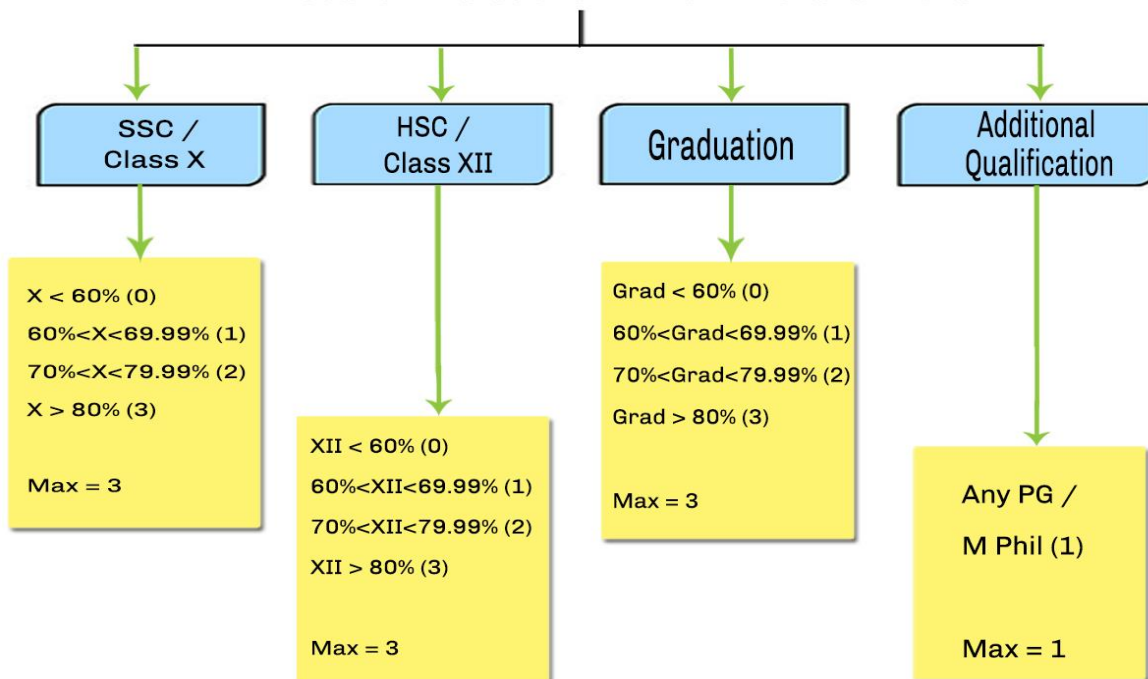 SSC /
Class X
HSC /
Class XII
Graduation
Additional
Qualification
X < 60% (0)
60%<X<69.99% (1)
70%<X<79.99% (2)
X > 80% (3)
Max = 3
XII < 60% (0)
60%<XII<69.99% (1)
70%<XII<79.99% (2)
XII > 80% (3)
Max = 3
Grad < 60% (0)
60%<Grad<69.99% (1)
70%<Grad<79.99% (2)
Grad > 80% (3)
Max = 3
Any PG /
M Phil (1)
Max = 1